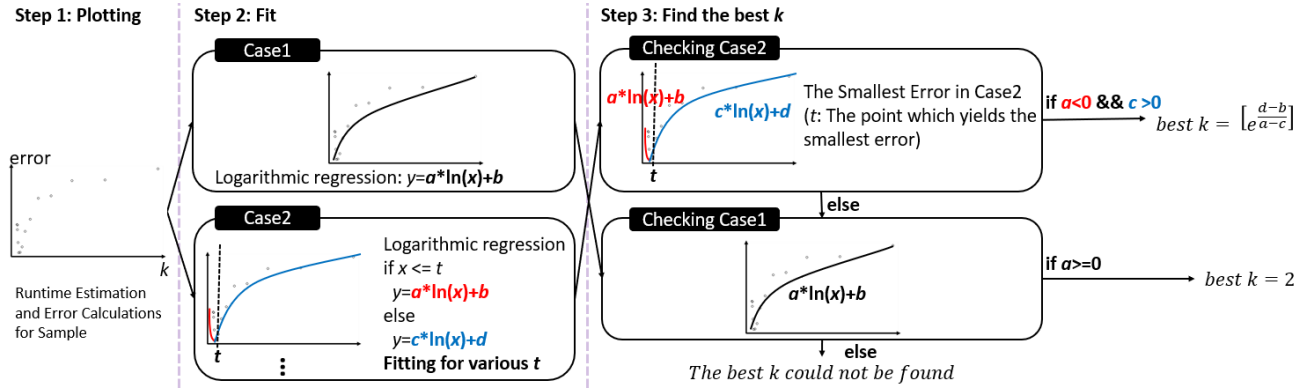 Step 1: Plotting
error
k
Runtime Estimation
and Error Calculations
for Sample
Step 2: Fit
Case1
Logarithmic regression: y=a*ln(x)+b
Case2
Logarithmic regression
if x <= t
y=a*ln(x)+b
else
y=c*ln(x)+d
Fitting for various t
t
⋮
Step 3: Find the best k
Checking Case2
a*ln(x)+b
c*ln(x)+d
t
The Smallest Error in Case2
(t: The point which yields the
smallest error)
if a<0 && c >0
best k = [e^{\frac{d-b}{a-c}}]
else
Checking Case1
a*ln(x)+b
if a>=0
best k = 2
else
The best k could not be found